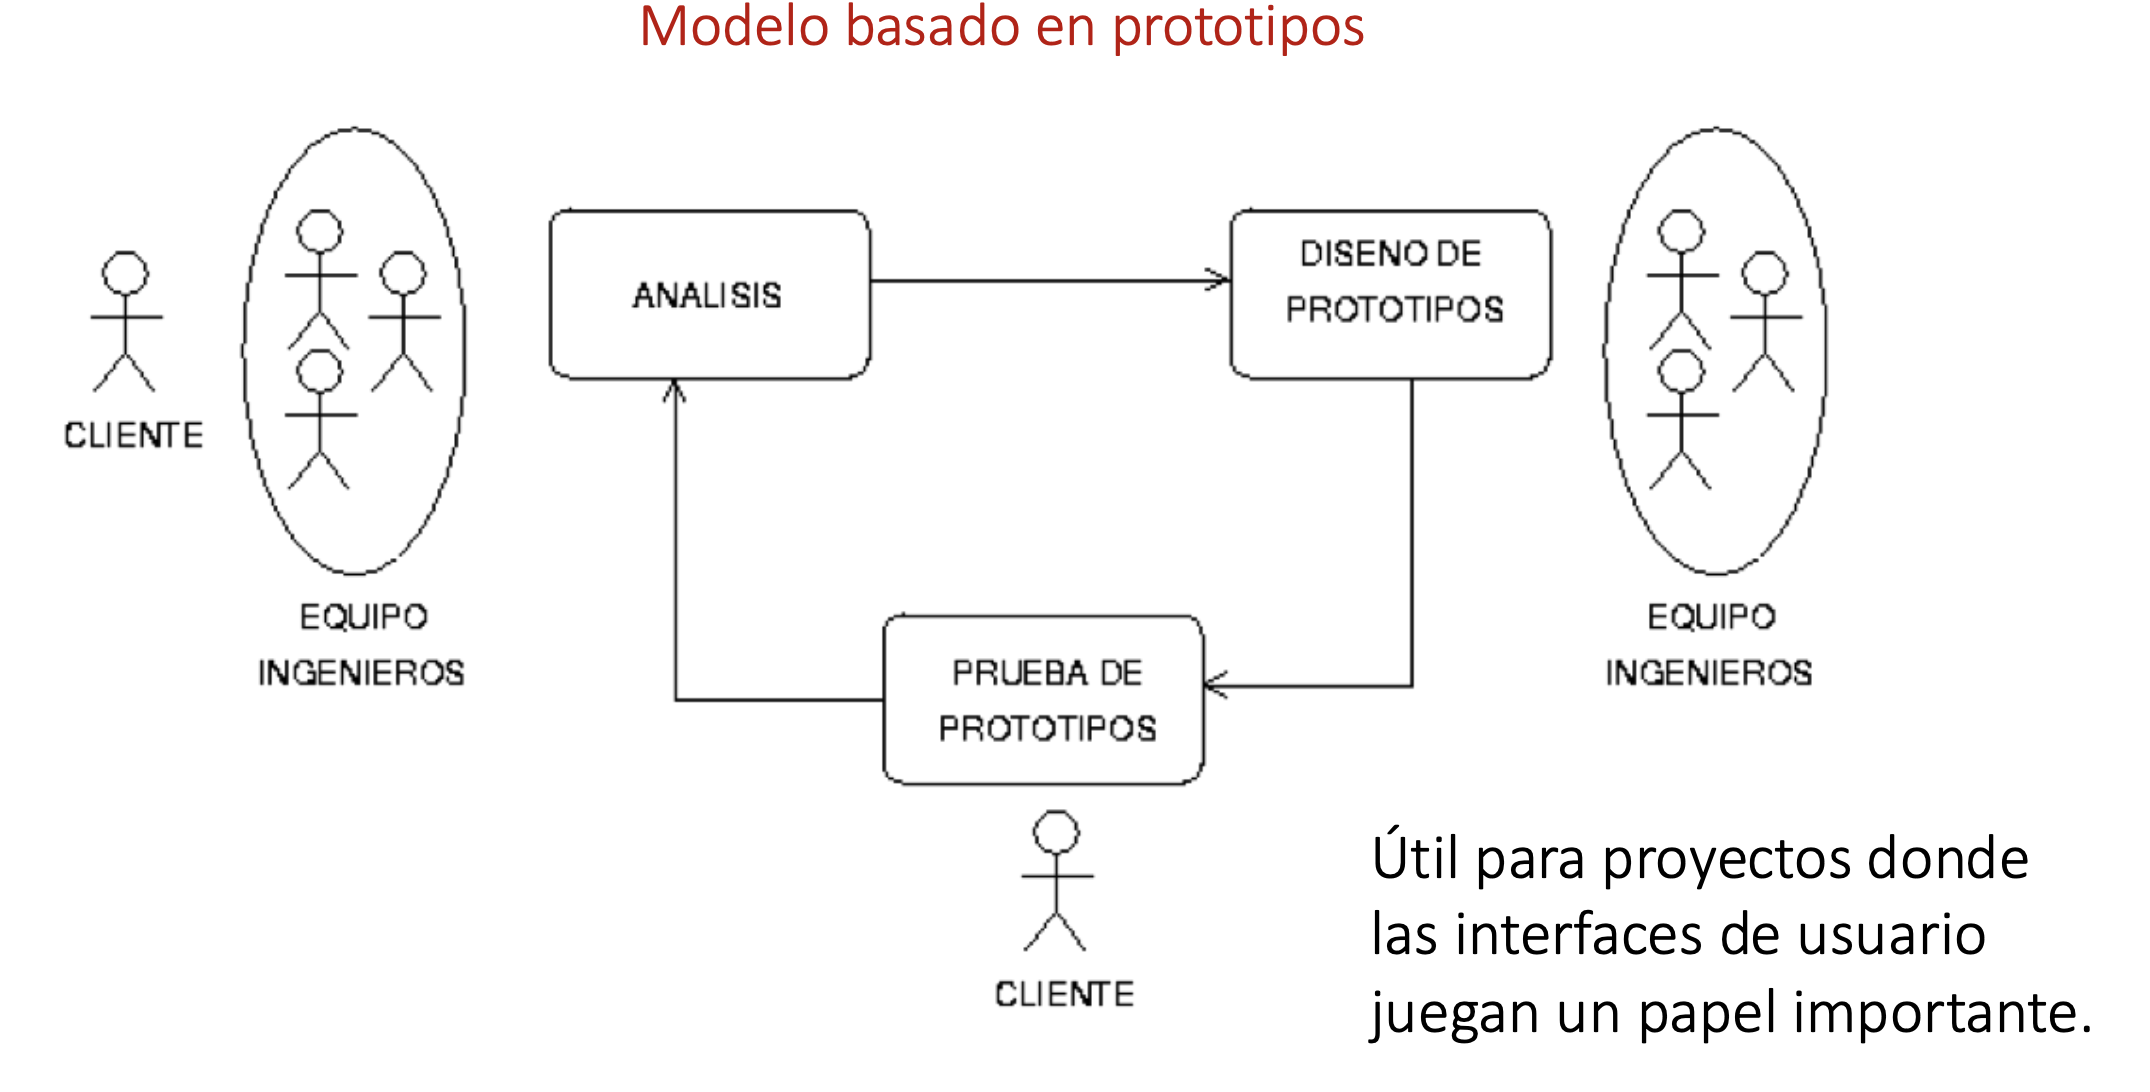 Modelo basado en prototipos
CLIENTE
EQUIPO
INGENIEROS
ANALISIS
DISENO DE
PROTOTIPOS
EQUIPO
INGENIEROS
PRUEBA DE
PROTOTIPOS
CLIENTE
Útil para proyectos donde
las interfaces de usuario
juegan un papel importante.